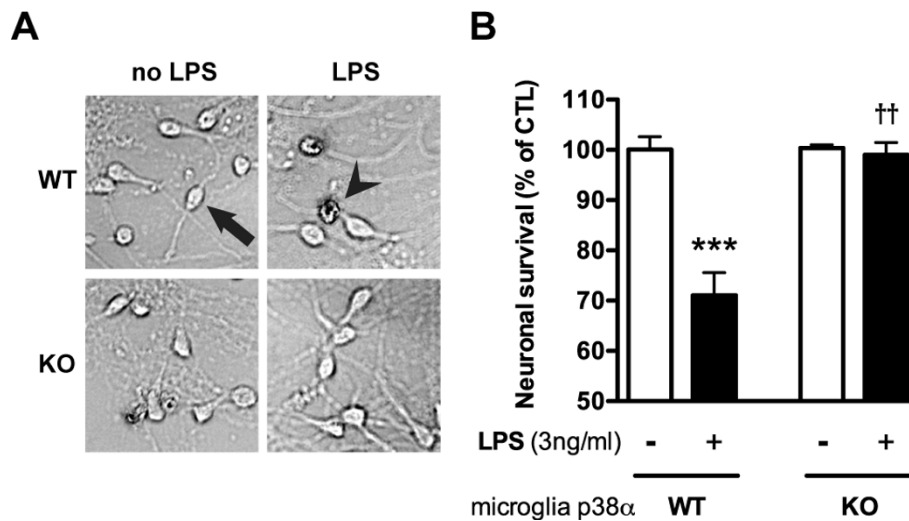 A
no LPS
LPS
WT
KO
B
Neuronal survival (% of CTL)
110
100
90
80
70
60
50
***
††
LPS (3ng/ml)
-
+
-
+
microglia p38α
WT
KO